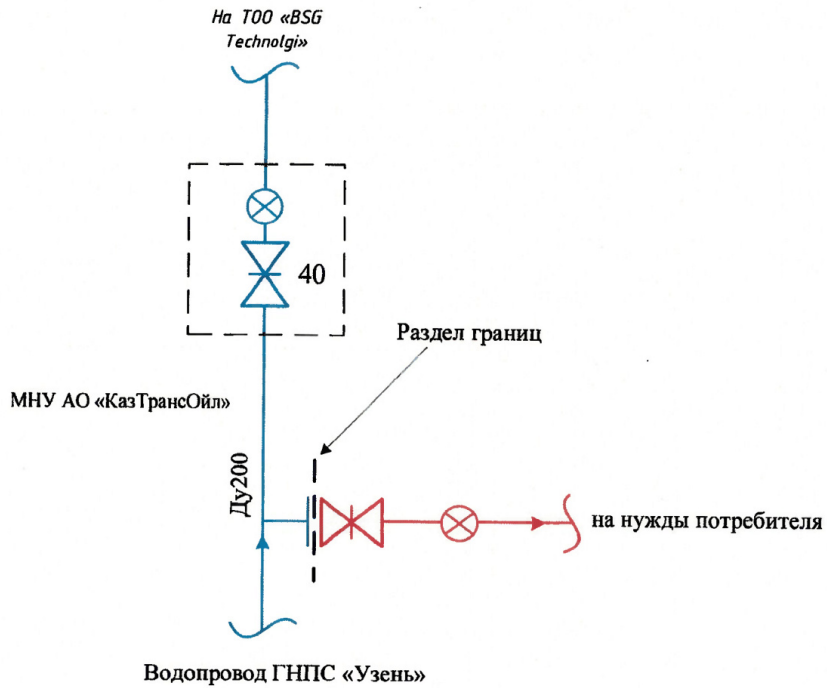 На ТОО «BSG
Technolgi»
40
Раздел границ
МНУ АО «КазТрансОйл»
Ду200
на нужды потребителя
Водопровод ГНПС «Узень»